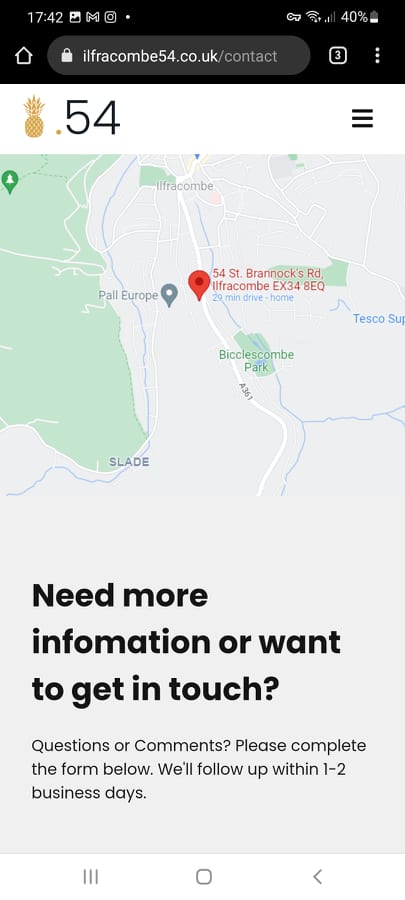 17:42
40%
ilfracombe54.co.uk/contact
3
.54
Ilfracombe
54 St. Brannock's Rd,
Ilfracombe EX34 8EQ
29 min drive - home
Pall Europe
Tesco Sup
Bicclescombe
Park
A361
SLADE
Need more
infomation or want
to get in touch?
Questions or Comments? Please complete
the form below. We'll follow up within 1-2
business days.